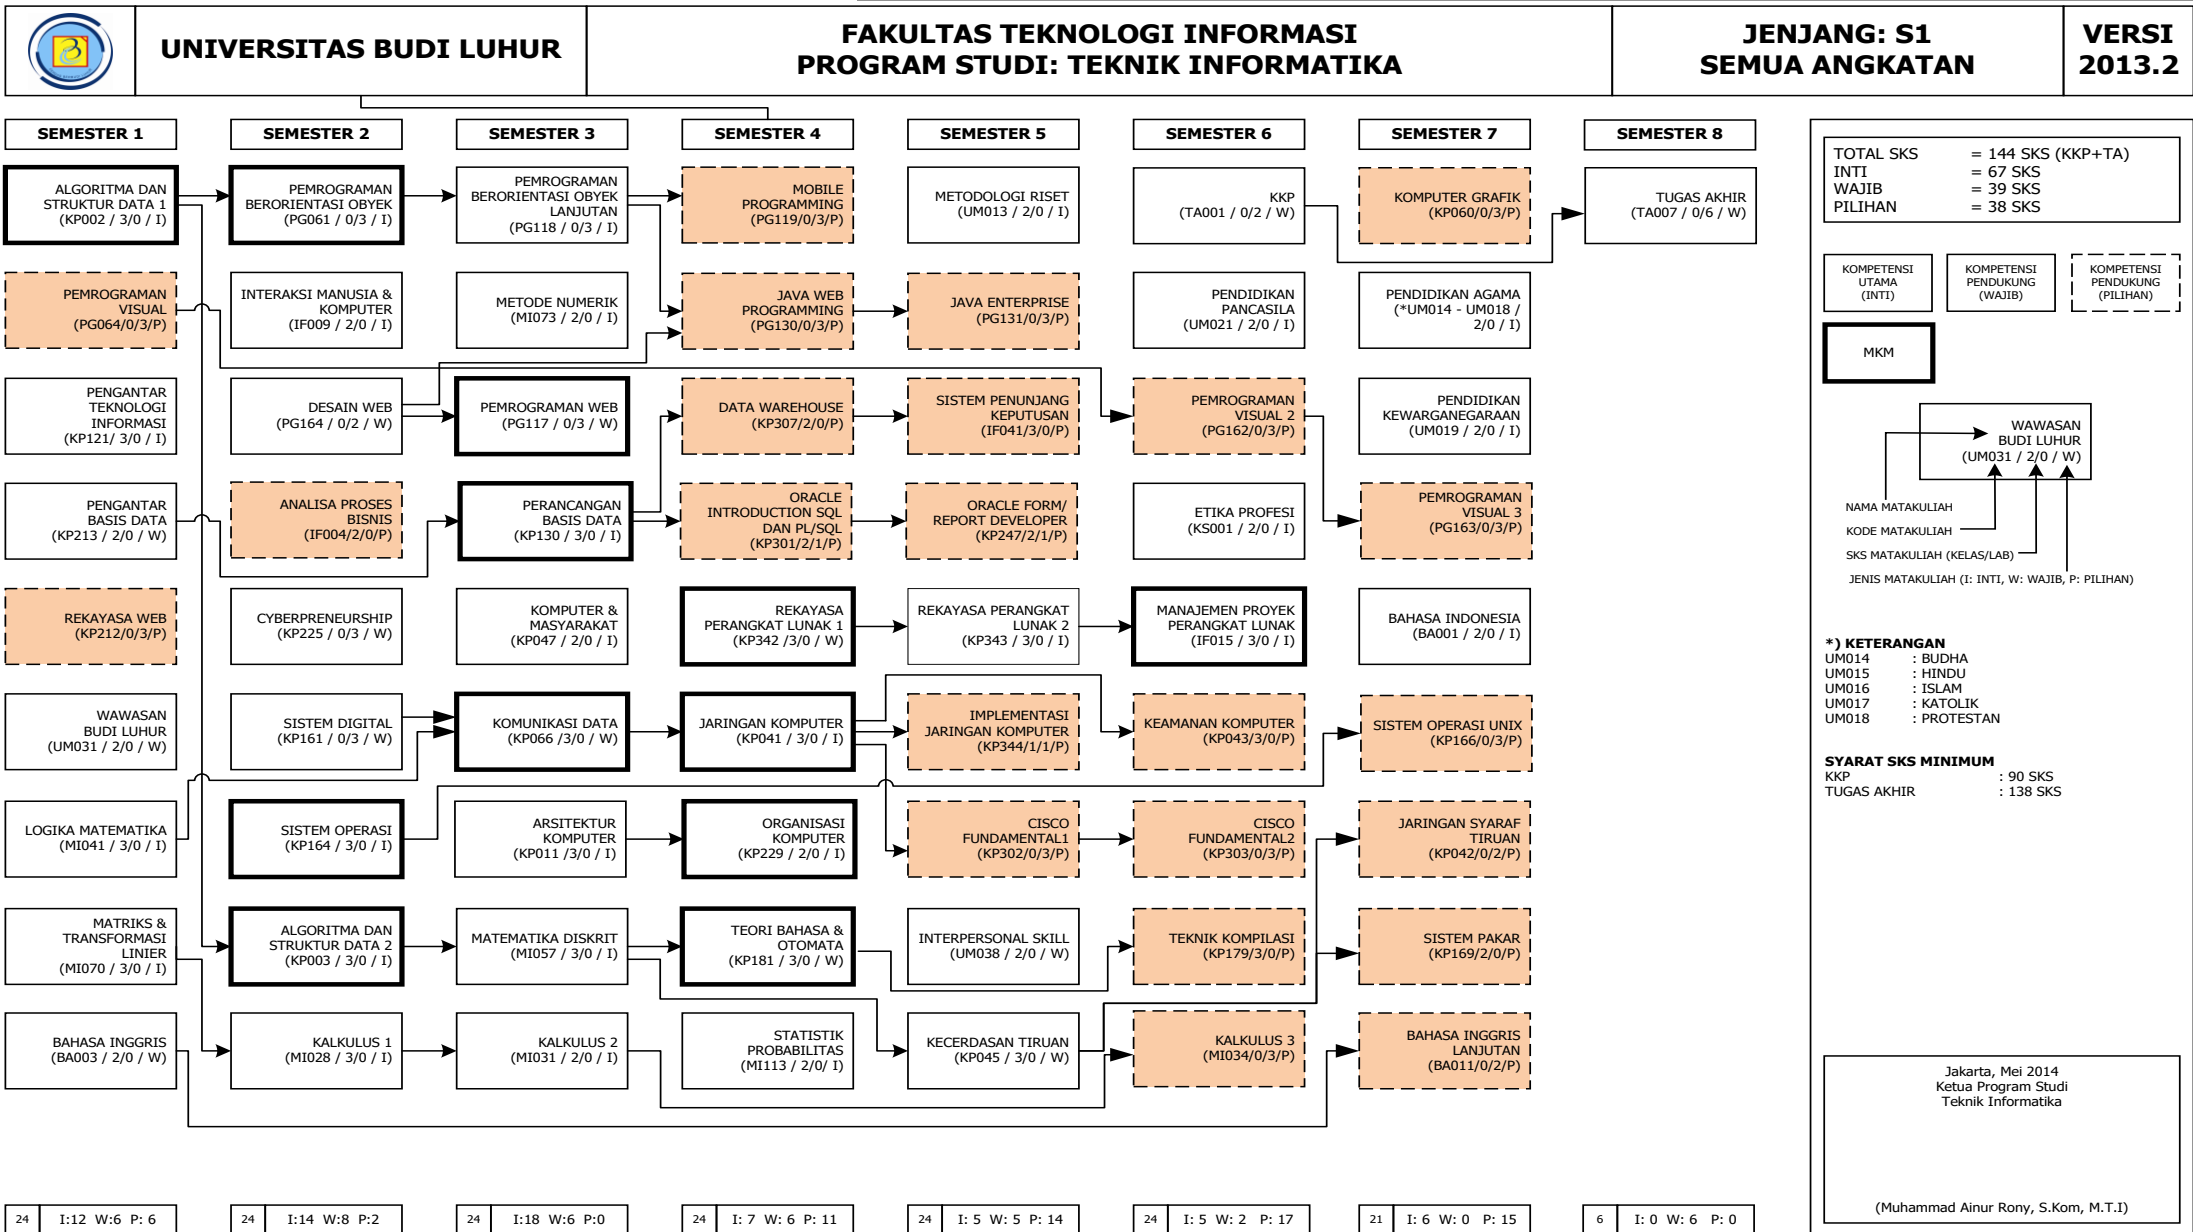 UNIVERSITAS BUDI LUHUR
FAKULTAS TEKNOLOGI INFORMASI
PROGRAM STUDI: TEKNIK INFORMATIKA
JENJANG: S1
SEMUA ANGKATAN
VERSI
2013.2
SEMESTER 1
ALGORITMA DAN
STRUKTUR DATA 1
(KP002 / 3/0 / I)
PEMROGRAMAN
VISUAL
(PG064/0/3/P)
PENGANTAR
TEKNOLOGI
INFORMASI
(KP121/ 3/0 / I)
PENGANTAR
BASIS DATA
(KP213 / 2/0 / W)
REKAYASA WEB
(KP212/0/3/P)
WAWASAN
BUDI LUHUR
(UM031 / 2/0 / W)
LOGIKA MATEMATIKA
(MI041 / 3/0 / I)
MATRIKS &
TRANSFORMASI
LINIER
(MI070 / 3/0 / I)
BAHASA INGGRIS
(BA003 / 2/0 / W)
24 I:12 W:6 P: 6
SEMESTER 2
PEMROGRAMAN
BERORIENTASI OBYEK
(PG061 / 0/3 / I)
INTERAKSI MANUSIA &
KOMPUTER
(IF009 / 2/0 / I)
DESAIN WEB
(PG164 / 0/2 / W)
ANALISA PROSES
BISNIS
(IF004/2/0/P)
CYBERPRENEURSHIP
(KP225 / 0/3 / W)
SISTEM DIGITAL
(KP161 / 0/3 / W)
SISTEM OPERASI
(KP164 / 3/0 / I)
ALGORITMA DAN
STRUKTUR DATA 2
(KP003 / 3/0 / I)
KALKULUS 1
(MI028 / 3/0 / I)
24 I:14 W:8 P:2
SEMESTER 3
PEMROGRAMAN
BERORIENTASI OBYEK
LANJUTAN
(PG118 / 0/3 / I)
METODE NUMERIK
(MI073 / 2/0 / I)
PEMROGRAMAN WEB
(PG117 / 0/3 / W)
PERANCANGAN
BASIS DATA
(KP130 / 3/0 / I)
KOMPUTER &
MASYARAKAT
(KP047 / 2/0 / I)
KOMUNIKASI DATA
(KP066 /3/0 / W)
ARSITEKTUR
KOMPUTER
(KP011 /3/0 / I)
MATEMATIKA DISKRIT
(MI057 / 3/0 / I)
KALKULUS 2
(MI031 / 2/0 / I)
24 I:18 W:6 P:0
SEMESTER 4
MOBILE
PROGRAMMING
(PG119/0/3/P)
JAVA WEB
PROGRAMMING
(PG130/0/3/P)
DATA WAREHOUSE
(KP307/2/0/P)
ORACLE
INTRODUCTION SQL
DAN PL/SQL
(KP301/2/1/P)
REKAYASA
PERANGKAT LUNAK 1
(KP342 /3/0 / W)
JARINGAN KOMPUTER
(KP041 / 3/0 / I)
ORGANISASI
KOMPUTER
(KP229 / 2/0 / I)
TEORI BAHASA &
OTOMATA
(KP181 / 3/0 / W)
STATISTIK
PROBABILITAS
(MI113 / 2/0/ I)
24 I: 7 W: 6 P: 11
SEMESTER 5
METODOLOGI RISET
(UM013 / 2/0 / I)
JAVA ENTERPRISE
(PG131/0/3/P)
SISTEM PENUNJANG
KEPUTUSAN
(IF041/3/0/P)
ORACLE FORM/
REPORT DEVELOPER
(KP247/2/1/P)
REKAYASA PERANGKAT
LUNAK 2
(KP343 / 3/0 / I)
IMPLEMENTASI
JARINGAN KOMPUTER
(KP344/1/1/P)
CISCO
FUNDAMENTAL1
(KP302/0/3/P)
INTERPERSONAL SKILL
(UM038 / 2/0 / W)
KECERDASAN TIRUAN
(KP045 / 3/0 / W)
24 I: 5 W: 5 P: 14
SEMESTER 6
KKP
(TA001 / 0/2 / W)
PENDIDIKAN
PANCASILA
(UM021 / 2/0 / I)
PEMROGRAMAN
VISUAL 2
(PG162/0/3/P)
ETIKA PROFESI
(KS001 / 2/0 / I)
MANAJEMEN PROYEK
PERANGKAT LUNAK
(IF015 / 3/0 / I)
KEAMANAN KOMPUTER
(KP043/3/0/P)
CISCO
FUNDAMENTAL2
(KP303/0/3/P)
TEKNIK KOMPILASI
(KP179/3/0/P)
KALKULUS 3
(MI034/0/3/P)
24 I: 5 W: 2 P: 17
SEMESTER 7
KOMPUTER GRAFIK
(KP060/0/3/P)
PENDIDIKAN AGAMA
(*UM014 - UM018 /
2/0 / I)
PENDIDIKAN
KEWARGANEGARAAN
(UM019 / 2/0 / I)
PEMROGRAMAN
VISUAL 3
(PG163/0/3/P)
BAHASA INDONESIA
(BA001 / 2/0 / I)
SISTEM OPERASI UNIX
(KP166/0/3/P)
JARINGAN SYARAF
TIRUAN
(KP042/0/2/P)
SISTEM PAKAR
(KP169/2/0/P)
BAHASA INGGRIS
LANJUTAN
(BA011/0/2/P)
21 I: 6 W: 0 P: 15
SEMESTER 8
TUGAS AKHIR
(TA007 / 0/6 / W)
6 I: 0 W: 6 P: 0
TOTAL SKS = 144 SKS (KKP+TA)
INTI = 67 SKS
WAJIB = 39 SKS
PILIHAN = 38 SKS
KOMPETENSI
UTAMA
(INTI)
KOMPETENSI
PENDUKUNG
(WAJIB)
KOMPETENSI
PENDUKUNG
(PILIHAN)
MKM
WAWASAN
BUDI LUHUR
(UM031 / 2/0 / W)
NAMA MATAKULIAH
KODE MATAKULIAH
SKS MATAKULIAH (KELAS/LAB)
JENIS MATAKULIAH (I: INTI, W: WAJIB, P: PILIHAN)
*) KETERANGAN
UM014 : BUDHA
UM015 : HINDU
UM016 : ISLAM
UM017 : KATOLIK
UM018 : PROTESTAN
SYARAT SKS MINIMUM
KKP : 90 SKS
TUGAS AKHIR : 138 SKS
Jakarta, Mei 2014
Ketua Program Studi
Teknik Informatika
(Muhammad Ainur Rony, S.Kom, M.T.I)